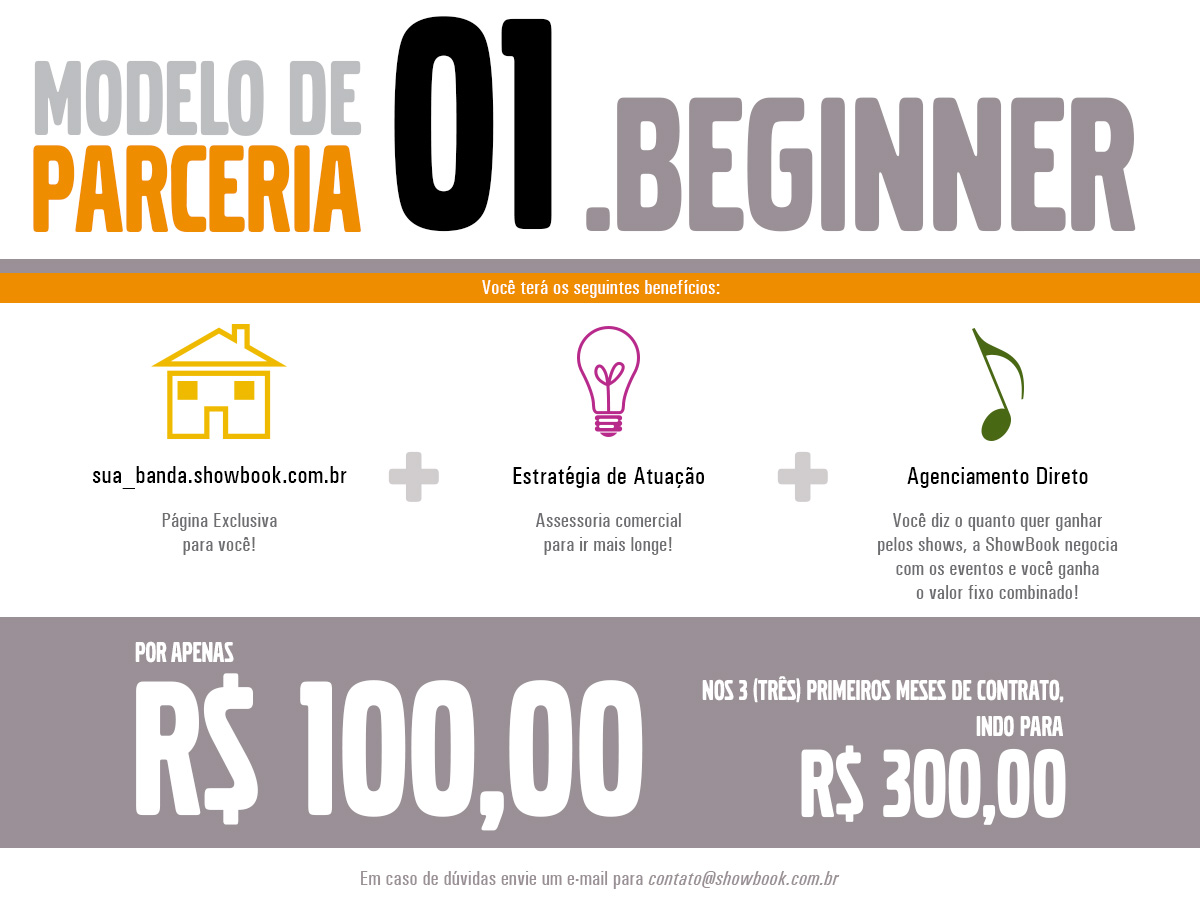 MODELO DE
PARCERIA
01
.BEGINNER
Você terá os seguintes benefícios:
sua_banda.showbook.com.br
Página Exclusiva
para você!
Estratégia de Atuação
Assessoria comercial
para ir mais longe!
Agenciamento Direto
Você diz o quanto quer ganhar
pelos shows, a ShowBook negocia
com os eventos e você ganha
o valor fixo combinado!
POR APENAS
R$ 100,00
NOS 3 (TRÊS) PRIMEIROS MESES DE CONTRATO,
INDO PARA
R$ 300,00
Em caso de dúvidas envie um e-mail para contato@showbook.com.br